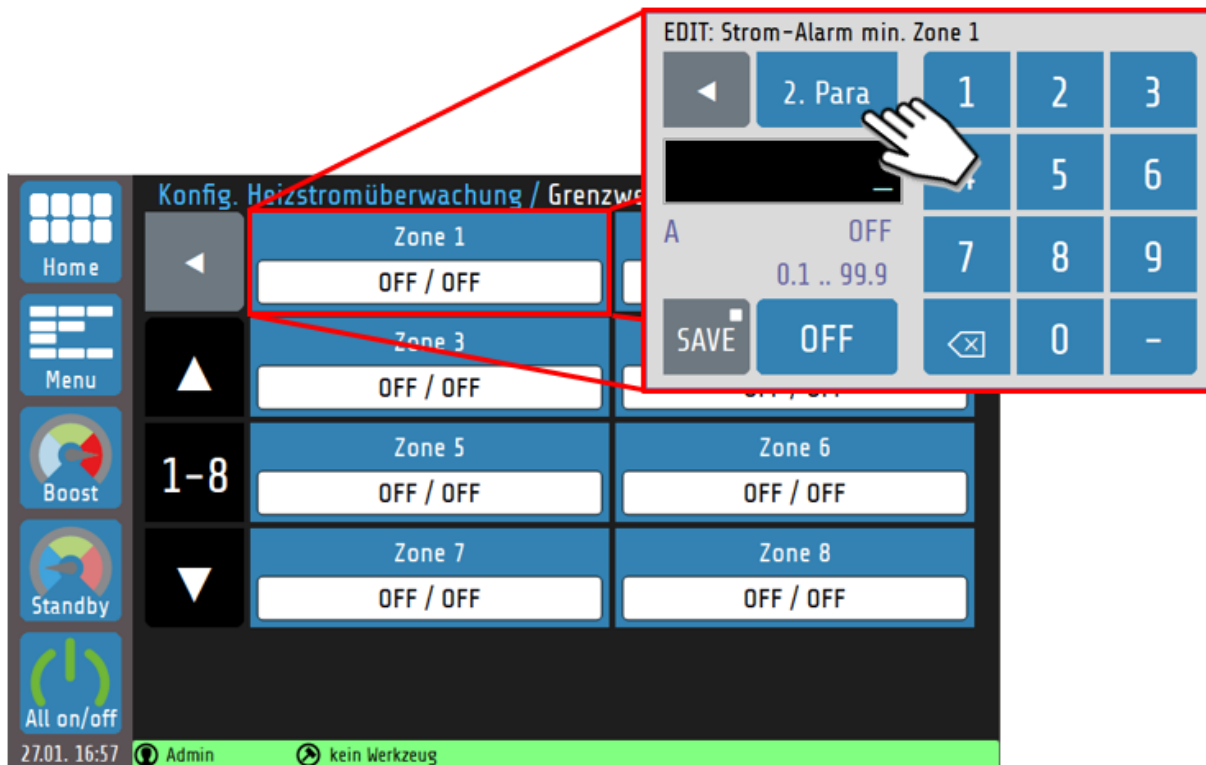 EDIT: Strom-Alarm min. Zone 1
2. Para
1
2
3
5
6
A
OFF
0.1 .. 99.9
7
8
9
SAVE
OFF
0
-
Konfig. Heizstromüberwachung /
Home
Menu
Boost
Standby
All on/off
27.01. 16:57
Zone 1
OFF / OFF
Zone 3
OFF / OFF
1-8
Zone 5
OFF / OFF
Zone 6
OFF / OFF
Zone 7
OFF / OFF
Zone 8
OFF / OFF
Admin
kein Werkzeug